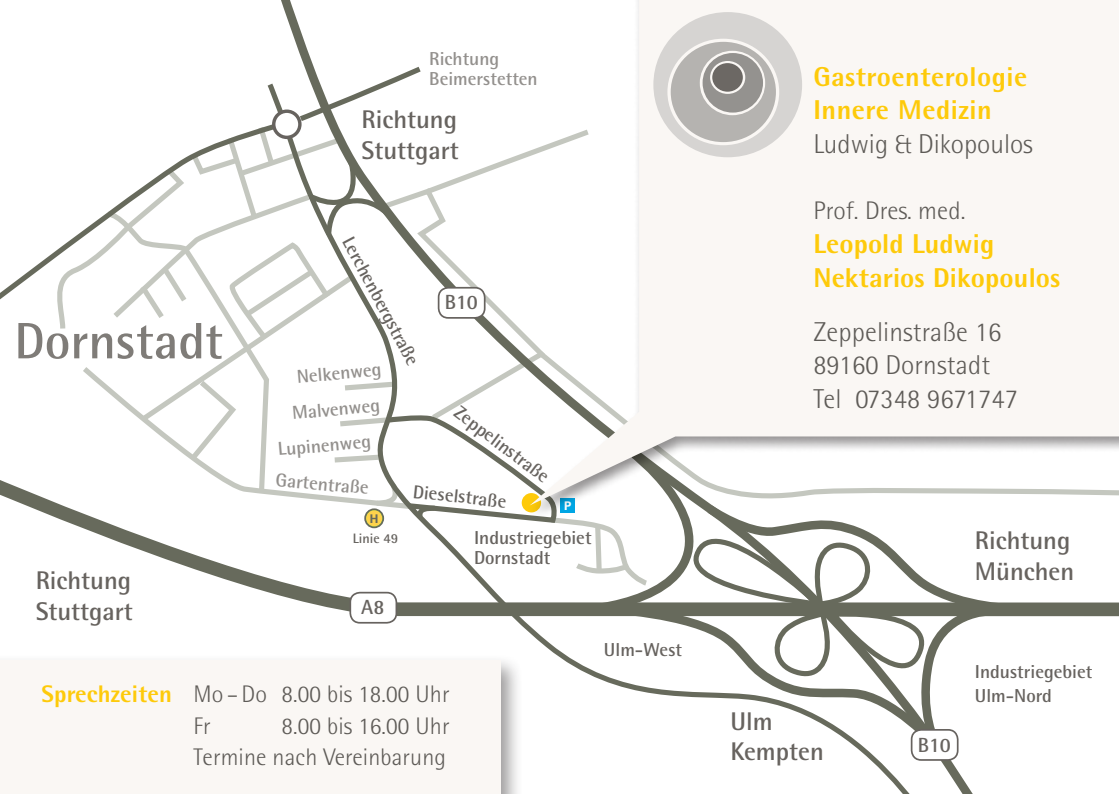 Richtung
Beimerstetten
Richtung
Stuttgart
Gastroenterologie
Innere Medizin
Ludwig & Dikopoulos
Prof. Dres. med.
Leopold Ludwig
Nektarios Dikopoulos
Zeppelinstraße 16
89160 Dornstadt
Tel 07348 9671747
Lerchenbergstraße
B10
Dornstadt
Nelkenweg
Malvenweg
Lupinenweg
Gartentraße
Zeppelinstraße
Dieselstraße
P
H
Linie 49
Industriegebiet
Dornstadt
Richtung
München
Richtung
Stuttgart
A8
Ulm-West
Industriegebiet
Ulm-Nord
Ulm
Kempten
B10
Sprechzeiten Mo – Do 8.00 bis 18.00 Uhr
Fr 8.00 bis 16.00 Uhr
Termine nach Vereinbarung